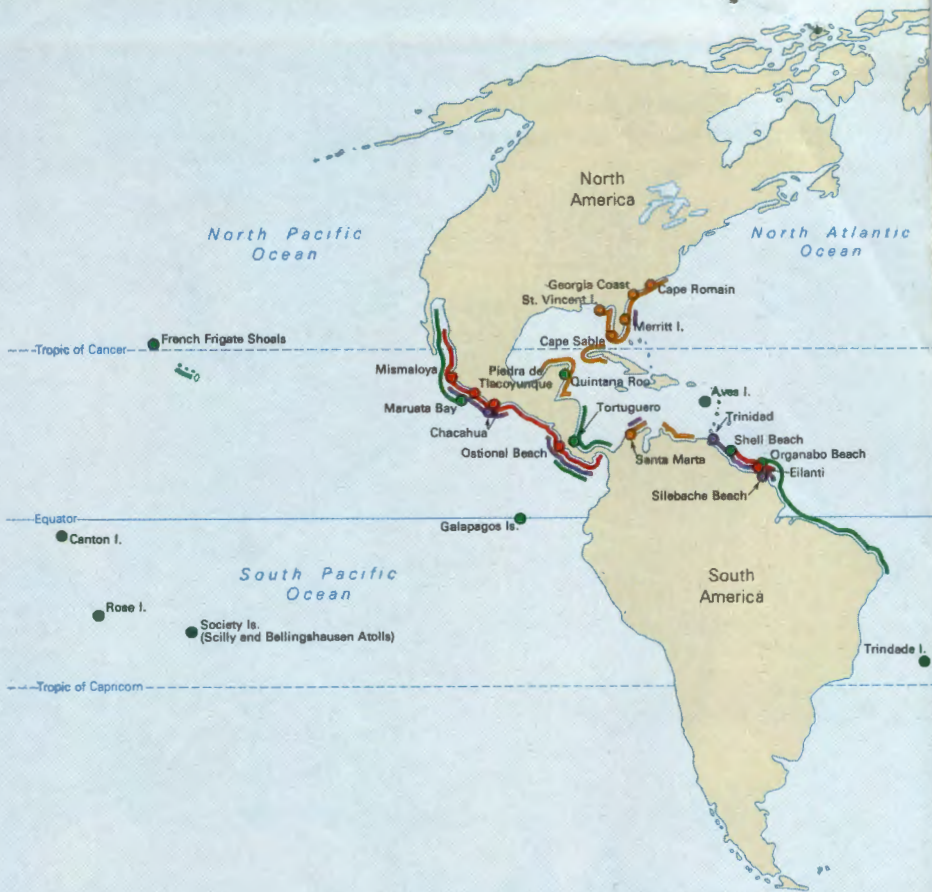 North
America
North Pacific
Ocean
North Atlantic
Ocean
Georgia Coast
Cape Romain
St. Vincent I.
Merritt I.
Cape Sable
French Frigate Shoals
Tropic of Cancer
Mismaloya
Piedra de
Tlacoyunque
Quintana Roo
Aves I.
Maruata Bay
Tortuguero
Trinidad
Chacahua
Shell Beach
Ostional Beach
Santa Marta
Organabo Beach
Eilanti
Silebache Beach
Equator
Galapagos Is.
Canton I.
South Pacific
Ocean
South
America
Rose I.
Society Is.
(Scilly and Bellingshausen Atolls)
Trindade I.
Tropic of Capricorn